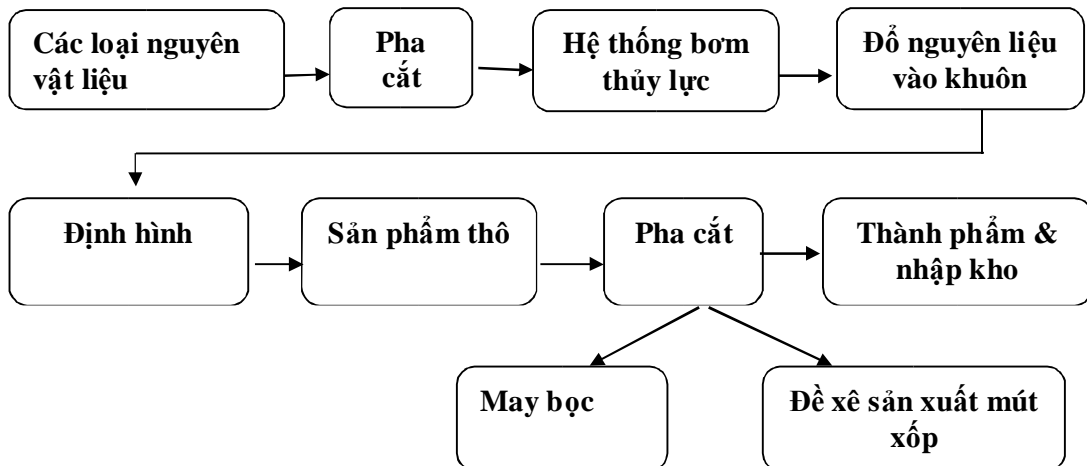 Các loại nguyên
vật liệu
Pha
cắt
Hệ thống bơm
thủy lực
Đổ nguyên liệu
vào khuôn
Định hình
Sản phẩm thô
Pha cắt
Thành phẩm &
nhập kho
May bọc
Đề xê sản xuất mút
xốp